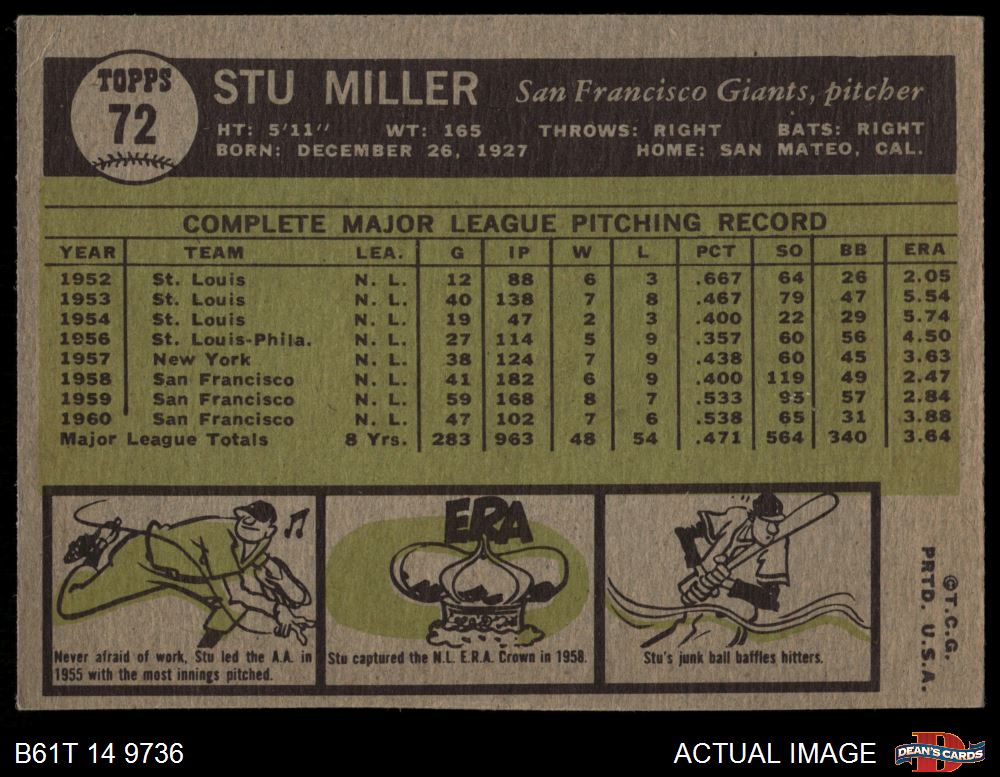 TOPPS
72
STU MILLER San Francisco Giants, pitcher
HT: 5'11" WT: 165 THROWS: RIGHT BATS: RIGHT
BORN: DECEMBER 26, 1927 HOME: SAN MATEO, CAL.
COMPLETE MAJOR LEAGUE PITCHING RECORD
YEAR TEAM LEA. G IP W L PCT SO BB ERA
1952 St. Louis N. L. 12 88 6 3 .667 64 26 2.05
1953 St. Louis N. L. 40 138 7 8 .467 79 47 5.54
1954 St. Louis N. L. 19 47 2 3 .400 22 29 5.74
1956 St. Louis-Phila. N. L. 27 114 5 9 .357 60 56 4.50
1957 New York N. L. 38 124 7 9 .438 60 45 3.63
1958 San Francisco N. L. 41 182 6 9 .400 119 49 2.47
1959 San Francisco N. L. 59 168 8 7 .533 95 57 2.84
1960 San Francisco N. L. 47 102 7 6 .538 65 31 3.88
Major League Totals 8 Yrs. 283 963 48 54 .471 564 340 3.64
ERA
Never afraid of work, Stu led the A.A. in
1955 with the most innings pitched.
Stu captured the N.L. E.R.A. Crown in 1958.
Stu's junk ball baffles hitters.
©T.C.G.
PRTD. U.S.A.
B61T 14 9736
ACTUAL IMAGE
DEAN'S CARDS